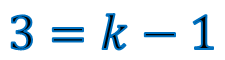 3 = k − 1